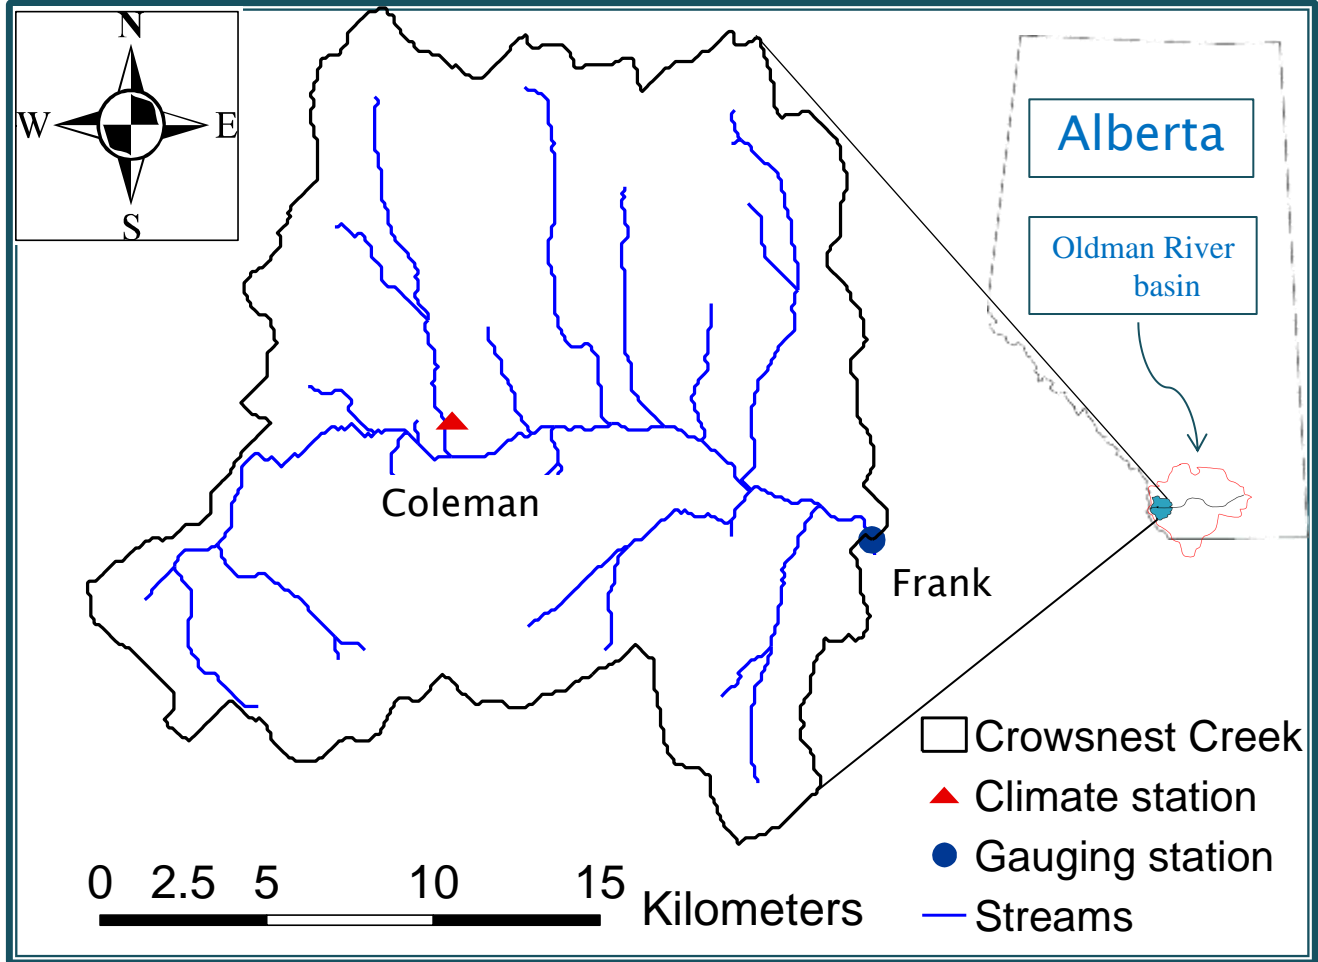 N
W E
S
Alberta
Oldman River
basin
Coleman
Frank
Crowsnest Creek
Climate station
Gauging station
Streams
0 2.5 5 10 15
Kilometers